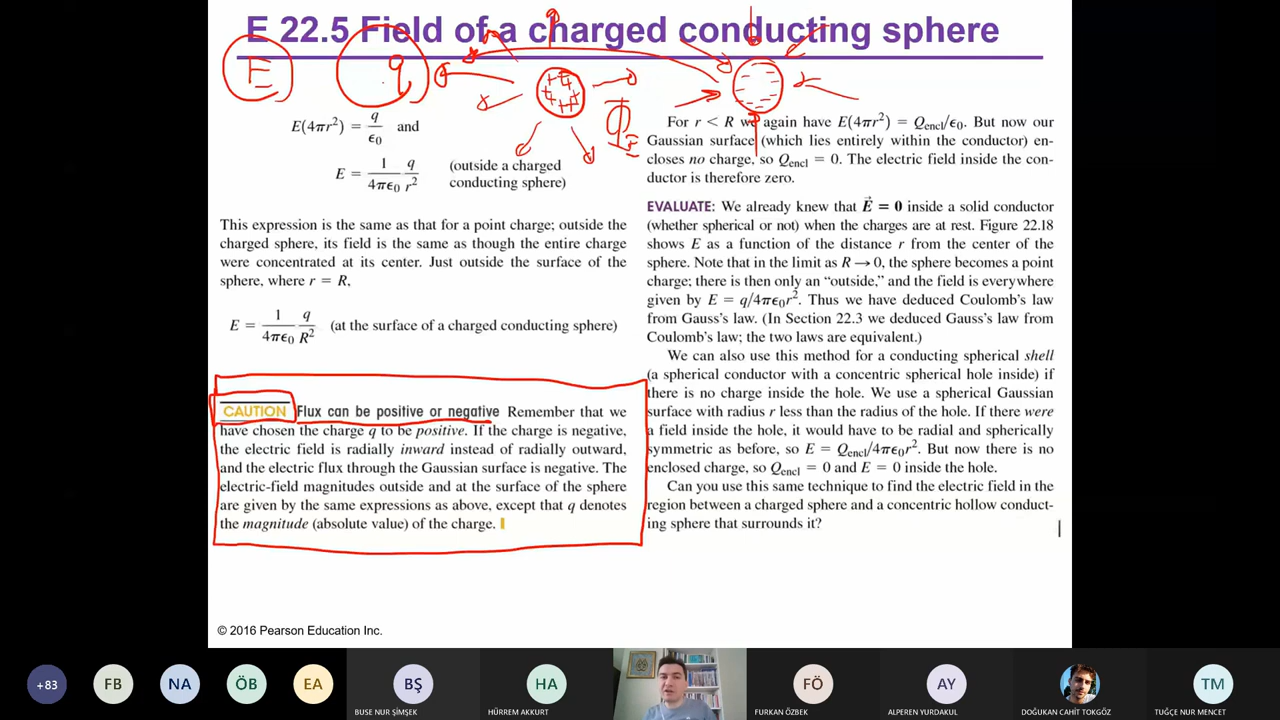 E 22.5 Field of a charged conducting sphere
E
q
q
E(4πr²) = q/ϵ₀ and
E = 1/4πϵ₀ q/r² (outside a charged conducting sphere)
This expression is the same as that for a point charge; outside the
charged sphere, its field is the same as though the entire charge
were concentrated at its center. Just outside the surface of the
sphere, where r = R,
E = 1/4πϵ₀ q/R² (at the surface of a charged conducting sphere)
CAUTION Flux can be positive or negative Remember that we
have chosen the charge q to be positive. If the charge is negative,
the electric field is radially inward instead of radially outward,
and the electric flux through the Gaussian surface is negative. The
electric-field magnitudes outside and at the surface of the sphere
are given by the same expressions as above, except that q denotes
the magnitude (absolute value) of the charge.
Φ E
For r < R we again have E(4πr²) = Qencl/ϵ₀. But now our
Gaussian surface (which lies entirely within the conductor) en-
closes no charge, so Qencl = 0. The electric field inside the con-
ductor is therefore zero.
EVALUATE: We already knew that E⃗ = 0 inside a solid conductor
(whether spherical or not) when the charges are at rest. Figure 22.18
shows E as a function of the distance r from the center of the
sphere. Note that in the limit as R → 0, the sphere becomes a point
charge; there is then only an “outside,” and the field is everywhere
given by E = q/4πϵ₀r². Thus we have deduced Coulomb's law
from Gauss's law. (In Section 22.3 we deduced Gauss's law from
Coulomb's law; the two laws are equivalent.)
We can also use this method for a conducting spherical shell
(a spherical conductor with a concentric spherical hole inside) if
there is no charge inside the hole. We use a spherical Gaussian
surface with radius r less than the radius of the hole. If there were
a field inside the hole, it would have to be radial and spherically
symmetric as before, so E = Qencl/4πϵ₀r². But now there is no
enclosed charge, so Qencl = 0 and E = 0 inside the hole.
Can you use this same technique to find the electric field in the
region between a charged sphere and a concentric hollow conduct-
ing sphere that surrounds it?
© 2016 Pearson Education Inc.
+83
FB
NA
ÖB
EA
BŞ
HA
FÖ
AY
TM
BUSE NUR ŞİMŞEK
HÜRREM AKKURT
FURKAN ÖZBEK
ALPEREN YURDAKUL
DOĞUKAN CAHİT TOKGÖZ
TUĞÇE NUR MENCET